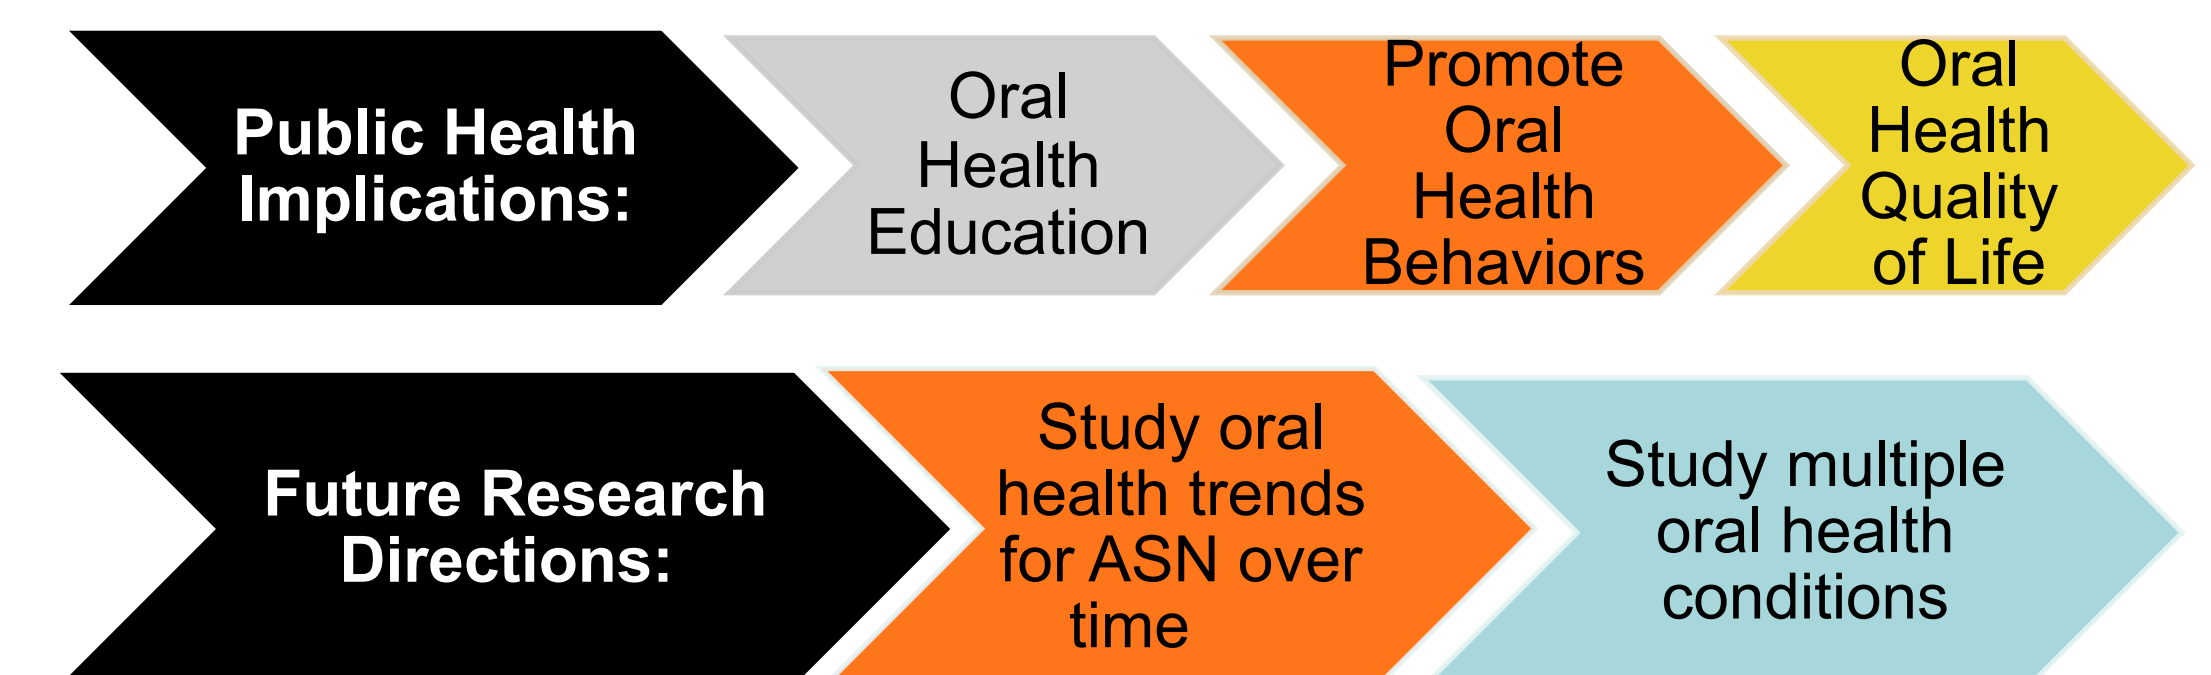 Public Health
Implications:
Oral
Health
Education
Promote
Oral
Health
Behaviors
Oral
Health
Quality
of Life
Future Research
Directions:
Study oral
health trends
for ASN over
time
Study multiple
oral health
conditions